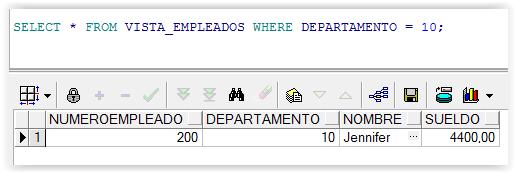 SELECT * FROM VISTA_EMPLEADOS WHERE DEPARTAMENTO = 10;
NUMEROEMPLEADO DEPARTAMENTO NOMBRE SUELDO
1 200 10 Jennifer ... 4400,00